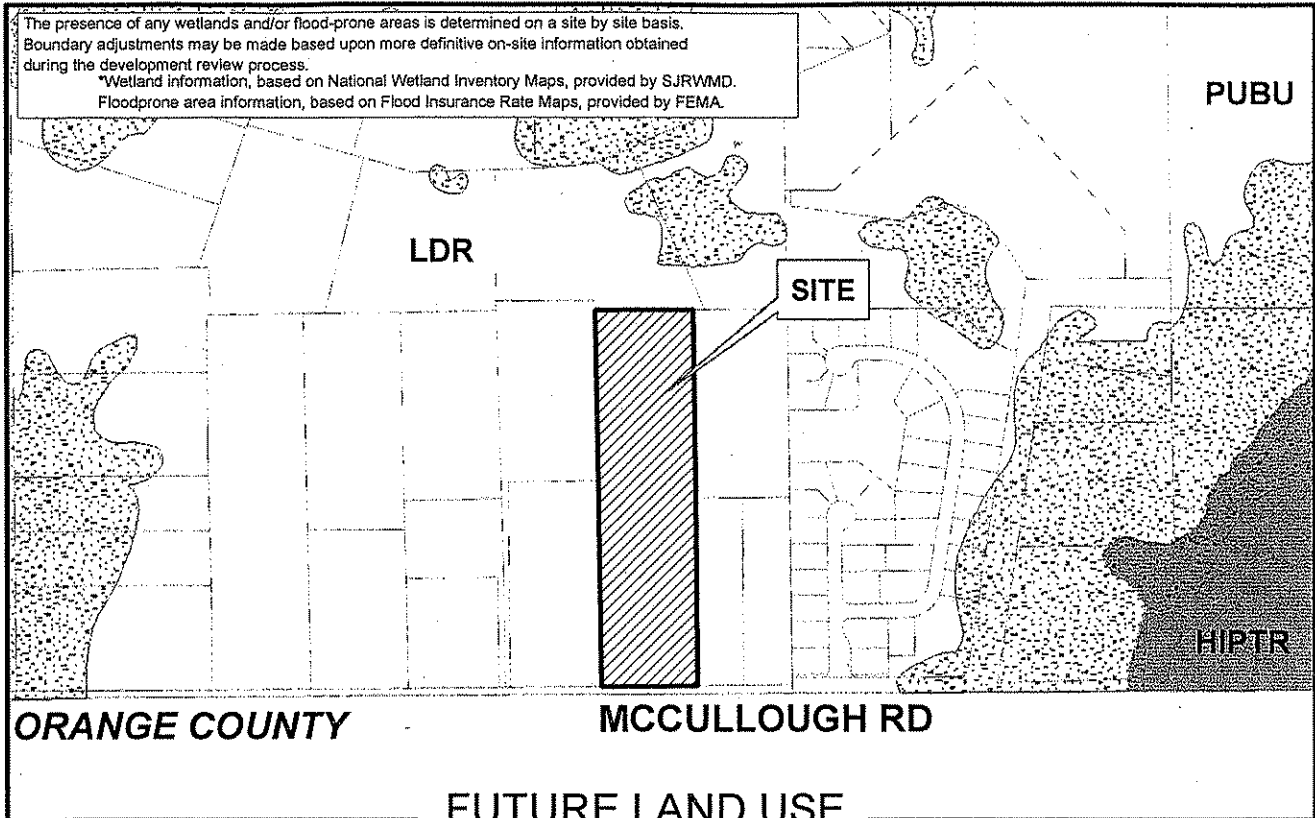 The presence of any wetlands and/or flood-prone areas is determined on a site by site basis.
Boundary adjustments may be made based upon more definitive on-site information obtained
during the development review process.
*Wetland information, based on National Wetland Inventory Maps, provided by SJRWMD.
Floodprone area information, based on Flood Insurance Rate Maps, provided by FEMA.
PUBU
LDR
SITE
HIPTR
ORANGE COUNTY
MCCULLOUGH RD
FUTURE LAND USE